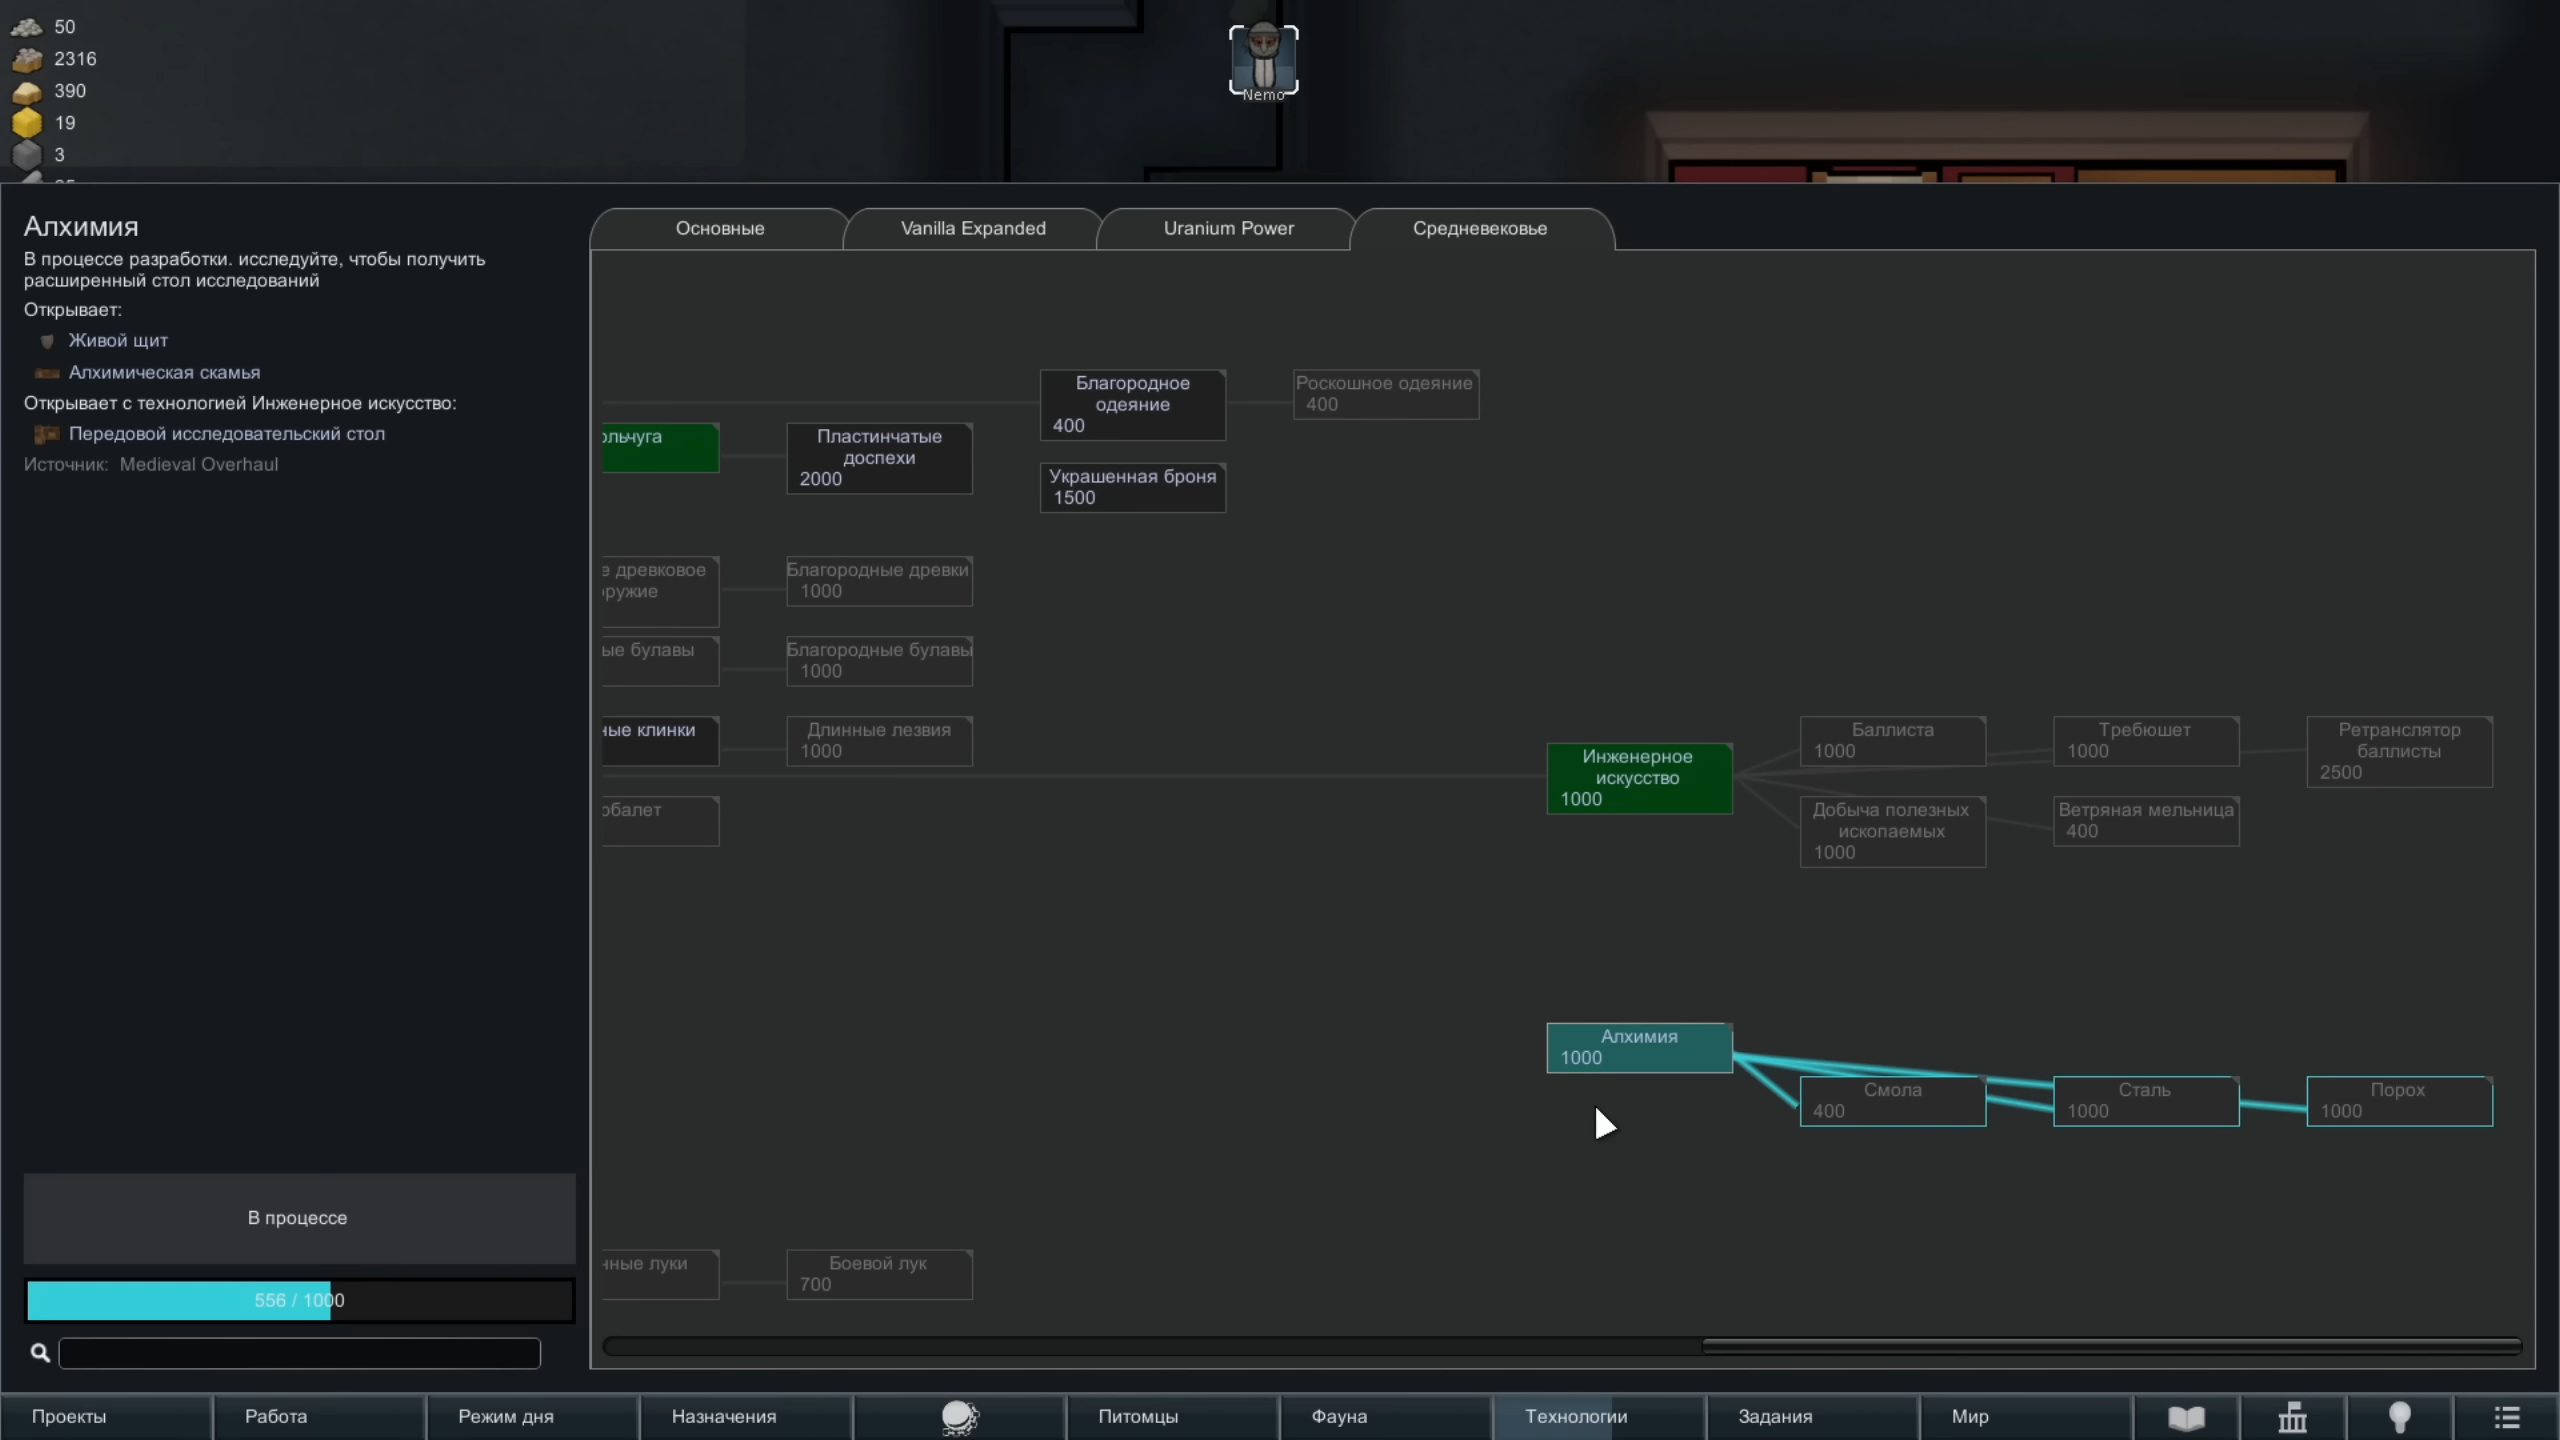 50
2316
390
19
3
Nemo
Алхимия
В процессе разработки. исследуйте, чтобы получить
расширенный стол исследований
Открывает:
Живой щит
Алхимическая скамья
Открывает с технологией Инженерное искусство:
Передовой исследовательский стол
Источник: Medieval Overhaul
В процессе
556 / 1000
Основные
Vanilla Expanded
Uranium Power
Средневековье
Благородное
одеяние
400
Роскошное одеяние
400
ольчуга
Пластинчатые
доспехи
2000
Украшенная броня
1500
е древковое
оружие
Благородные древки
1000
ые булавы
Благородные булавы
1000
ные клинки
Длинные лезвия
1000
Инженерное
искусство
1000
Баллиста
1000
Требюшет
1000
Ретранслятор
баллисты
2500
обалет
Добыча полезных
ископаемых
1000
Ветряная мельница
400
Алхимия
1000
Смола
400
Сталь
1000
Порох
1000
нные луки
Боевой лук
700
Проекты
Работа
Режим дня
Назначения
Питомцы
Фауна
Технологии
Задания
Мир